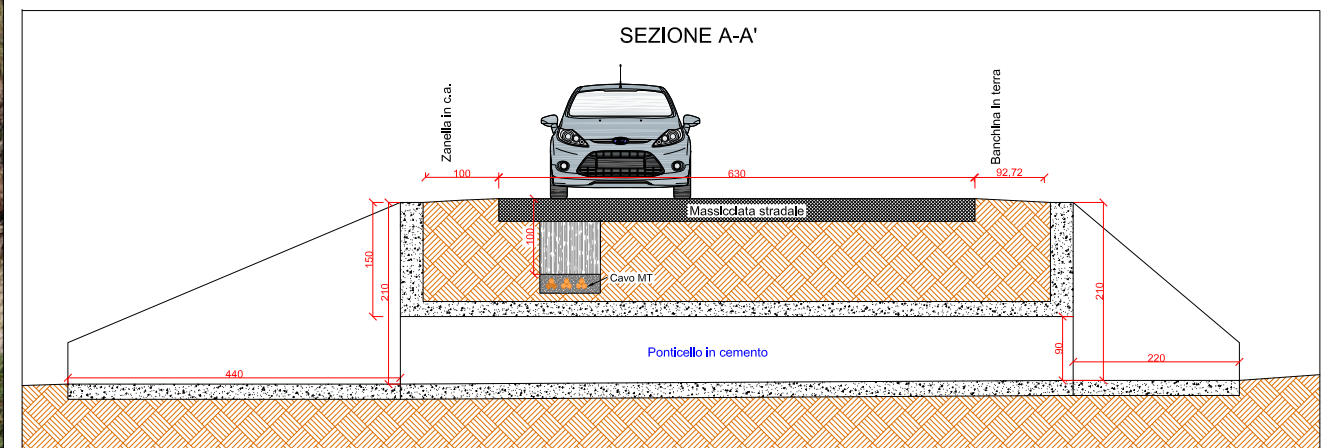 SEZIONE A-A'
Zanella in c.a.
Banchina in terra
100
630
92,72
Massicciata stradale
100
150
210
Cavo MT
210
Ponticello in cemento
90
440
220